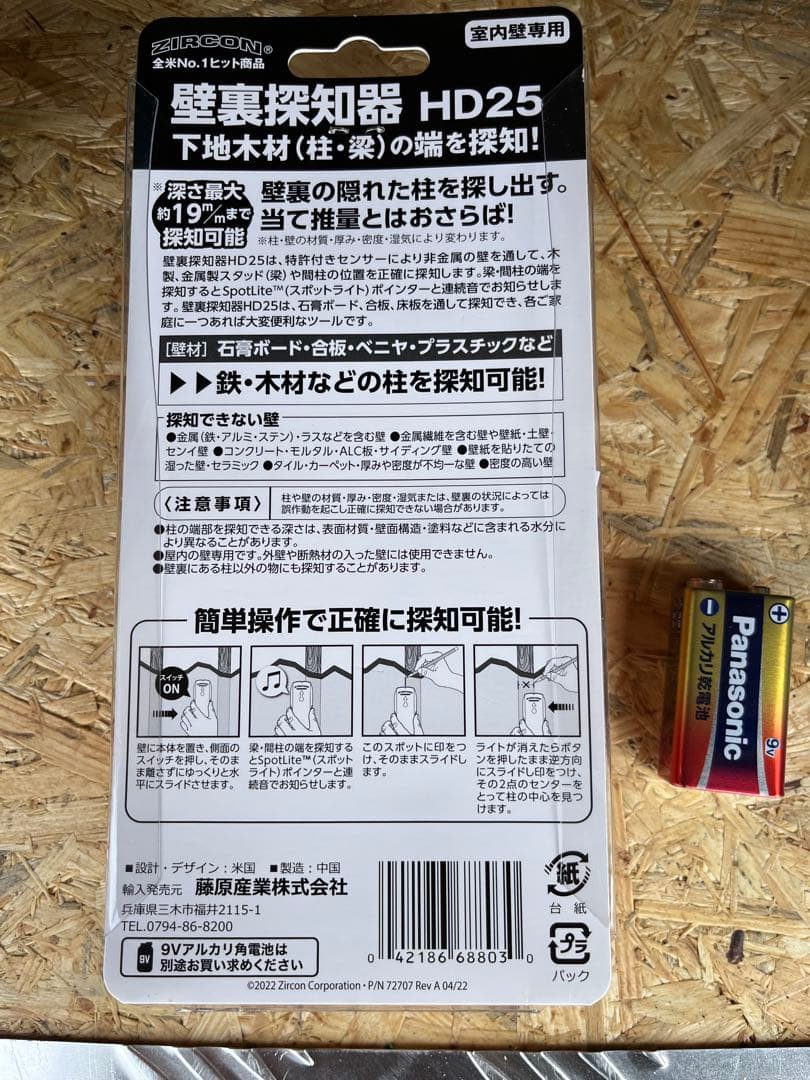 ZIRCON®
全米No.1ヒット商品
室内壁専用
壁裏探知器 HD25
下地木材(柱・梁)の端を探知!
※深さ最大
約19m/mまで
探知可能
壁裏の隠れた柱を探し出す。
当て推量とはおさらば!
※柱・壁の材質・厚み・密度・湿気により変わります。
壁裏探知器HD25は、特許付きセンサーにより非金属の壁を通して、木
製、金属製スタッド(梁)や間柱の位置を正確に探知します。梁・間柱の端を
探知するとSpotLite™(スポットライト)ポインターと連続音でお知らせしま
す。壁裏探知器HD25は、石膏ボード、合板、床板を通して探知でき、各ご家
庭に一つあれば大変便利なツールです。
[壁材] 石膏ボード・合板・ベニヤ・プラスチックなど
▶▶鉄・木材などの柱を探知可能!
探知できない壁
●金属(鉄・アルミ・ステン)・ラスなどを含む壁 ●金属繊維を含む壁や壁紙・土壁・
センイ壁 ●コンクリート・モルタル・ALC板・サイディング壁 ●壁紙を貼りたての
湿った壁・セラミック ●タイル・カーペット・厚みや密度が不均一な壁 ●密度の高い壁
〈注意事項〉
柱や壁の材質・厚み・密度・湿気または、壁裏の状況によっては
誤作動を起こし正確に探知できない場合があります。
●柱の端部を探知できる深さは、表面材質・壁面構造・塗料などに含まれる水分に
より異なることがあります。
●屋内の壁専用です。外壁や断熱材の入った壁には使用できません。
●壁裏にある柱以外の物にも探知することがあります。
簡単操作で正確に探知可能!
スイッチ
ON
壁に本体を置き、側面の
スイッチを押し、そのま
ま離さずにゆっくりと水
平にスライドさせます。
梁・間柱の端を探知する
とSpotLite™(スポット
ライト)ポインターと連
続音でお知らせします。
このスポットに印をつ
け、そのままスライドし
ます。
ライトが消えたらボタ
ンを押したまま逆方向
にスライドし印をつけ、
その2点のセンターを
とって柱の中心を見つ
けます。
■設計・デザイン:米国 ■製造:中国
輸入発売元 藤原産業株式会社
兵庫県三木市福井2115-1
TEL.0794-86-8200
9V
9Vアルカリ角電池は
別途お買い求めください
0 42186 68803 0
紙
台紙
プラ
パック
©2022 Zircon Corporation・P/N 72707 Rev A 04/22
Panasonic
アルカリ乾電池
9V